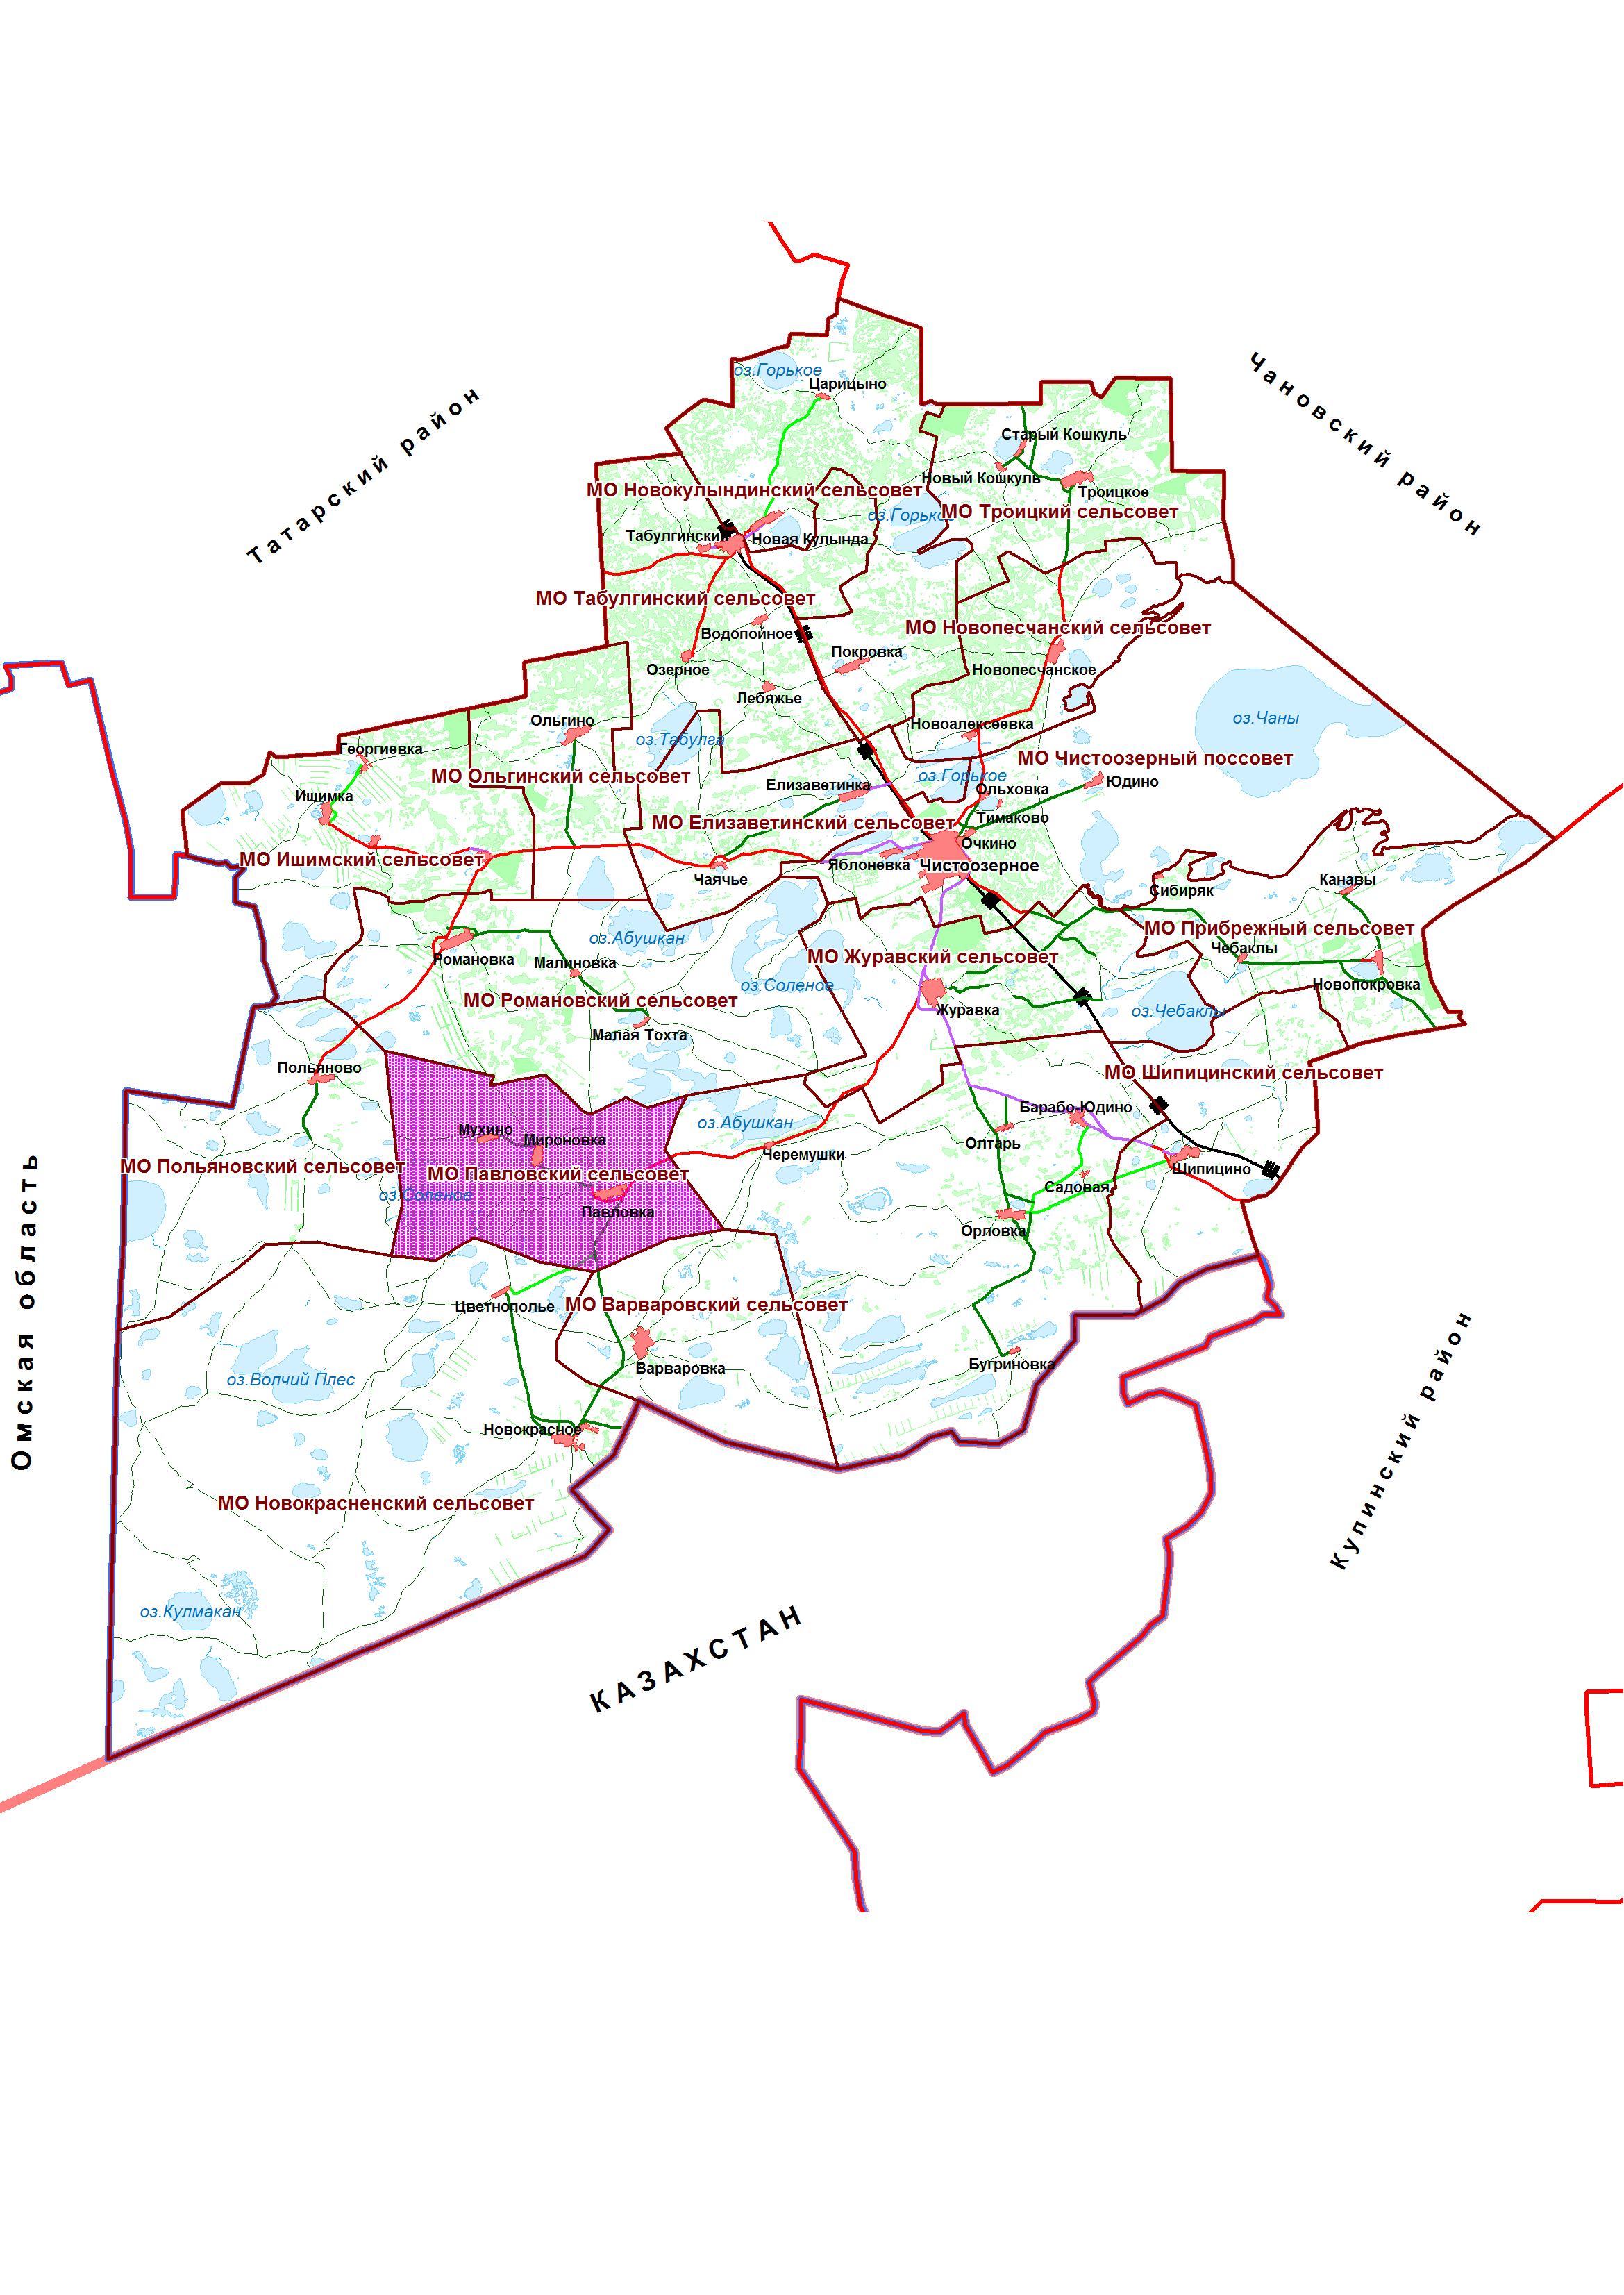 Татарский район
Чановский район
оз.Горькое
Царицыно
Старый Кошкуль
Новый Кошкуль
Троицкое
МО Новокулындинский сельсовет
МО Троицкий сельсовет
оз.Горькое
Табулгинский
Новая Кулында
МО Табулгинский сельсовет
МО Новопесчанский сельсовет
Водопойное
Покровка
Озерное
Новопесчанское
Лебяжье
Ольгино
Новоалексеевка
оз.Чаны
оз.Табулга
Георгиевка
МО Чистоозерный поссовет
МО Ольгинский сельсовет
оз.Горькое
Юдино
Елизаветинка
Ольховка
Ишимка
Тимаково
МО Елизаветинский сельсовет
Очкино
МО Ишимский сельсовет
Яблоневка
Чистоозерное
Чаячье
Канавы
Сибиряк
МО Прибрежный сельсовет
оз.Абушкан
Чебаклы
МО Журавский сельсовет
Романовка
Малиновка
оз.Соленое
Новопокровка
МО Романовский сельсовет
Журавка
оз.Чебаклы
Малая Тохта
Польяново
МО Шипицинский сельсовет
Барабо-Юдино
оз.Абушкан
Мухино
Мироновка
Олтарь
Черемушки
МО Польяновский сельсовет
МО Павловский сельсовет
Шипицино
Садовая
оз.Соленое
Павловка
Орловка
Омская область
Цветнополье
МО Варваровский сельсовет
Варваровка
Бугриновка
оз.Волчий Плес
Новокрасное
Купинский район
МО Новокрасненский сельсовет
оз.Кулмакан
КАЗАХСТАН